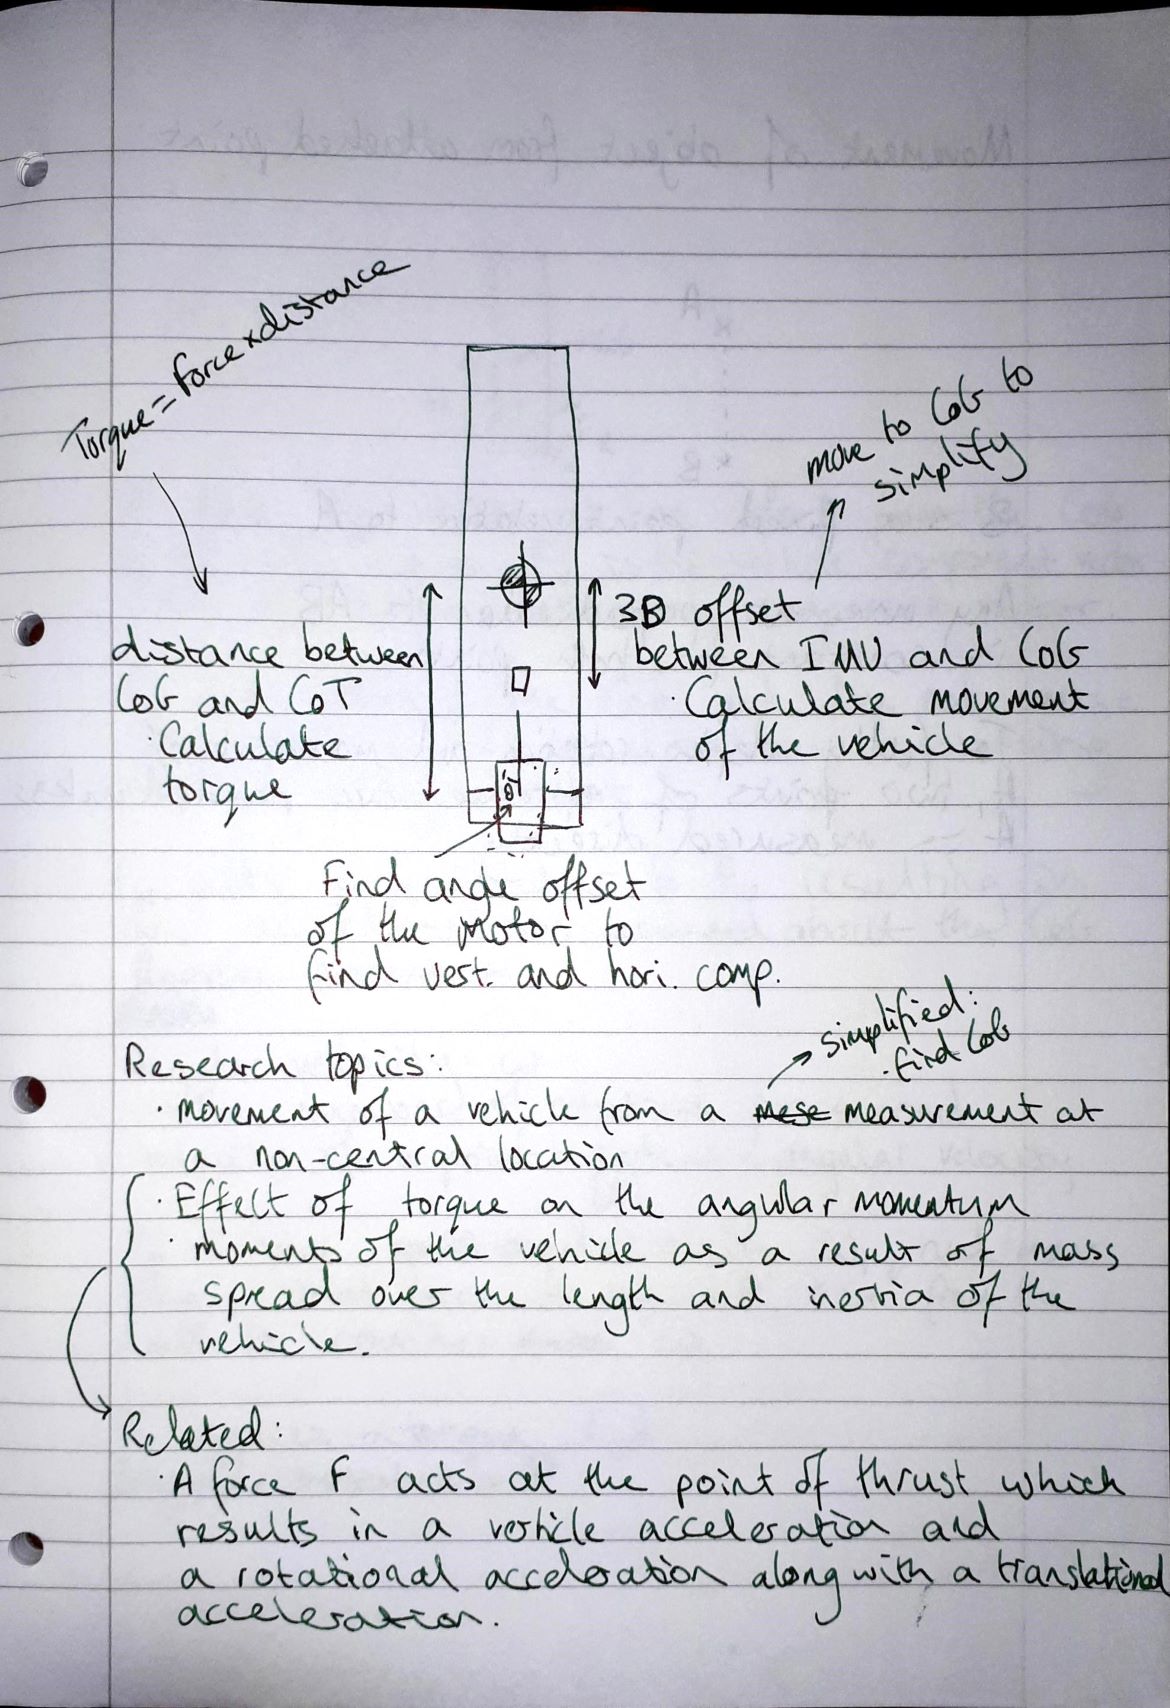 Torque = Force × distance
move to CoG to
simplify
3D offset
between IMU and CoG
· Calculate movement
of the vehicle
distance between
CoG and CoT
· Calculate
torque
θ
Find angle offset
of the motor to
find vert. and hori. comp.
simplified:
· find CoG
Research topics:
· movement of a vehicle from a measurement at
a non-central location
· Effect of torque on the angular momentum
· moments of the vehicle as a result of mass
spread over the length and inertia of the
vehicle.
Related:
· A force F acts at the point of thrust which
results in a vehicle acceleration and
a rotational acceleration along with a translational
acceleration.